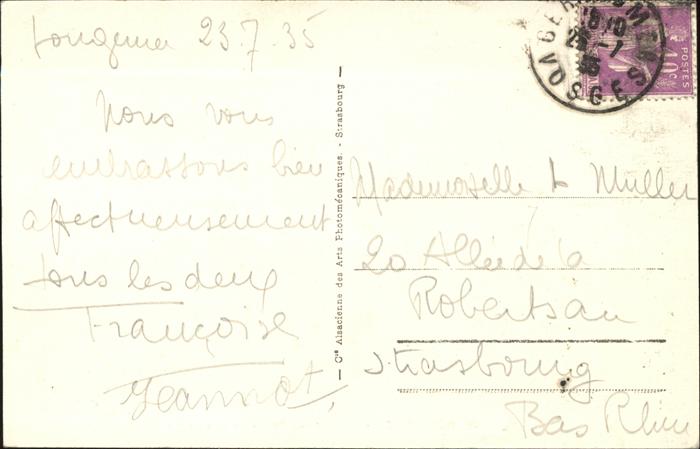 Longemer 23.7.35
Nous vous
embrassons bien
affectueusement
tous les deux
Françoise
Jeannot
Cie Alsacienne des Arts Photomécaniques. - Strasbourg
GERARDMER
VOSGES
POSTES
Mademoiselle L Muller
20 Allée de la
Robertsau
Strasbourg
Bas Rhin